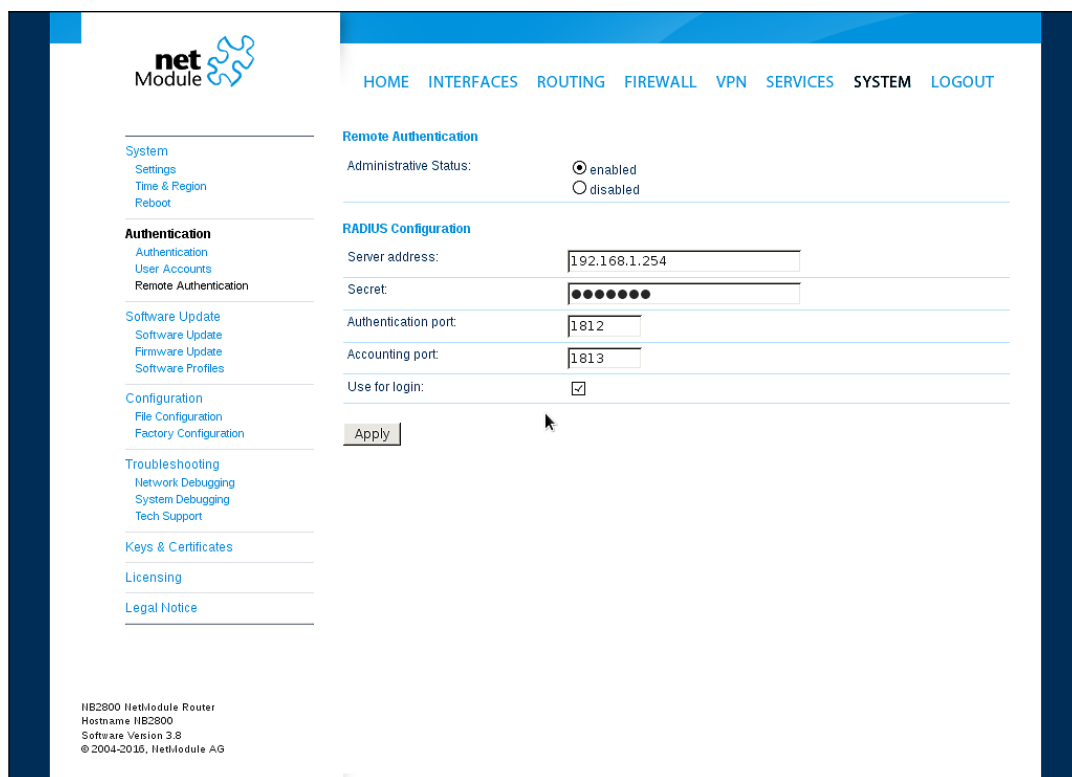 net
Module
HOME INTERFACES ROUTING FIREWALL VPN SERVICES SYSTEM LOGOUT
System
Settings
Time & Region
Reboot
Authentication
Authentication
User Accounts
Remote Authentication
Software Update
Software Update
Firmware Update
Software Profiles
Configuration
File Configuration
Factory Configuration
Troubleshooting
Network Debugging
System Debugging
Tech Support
Keys & Certificates
Licensing
Legal Notice
Remote Authentication
Administrative Status:
enabled
disabled
RADIUS Configuration
Server address: 192.168.1.254
Secret: ●●●●●●●
Authentication port: 1812
Accounting port: 1813
Use for login:
Apply
NB2800 NetModule Router
Hostname NB2800
Software Version 3.8
© 2004-2016, NetModule AG